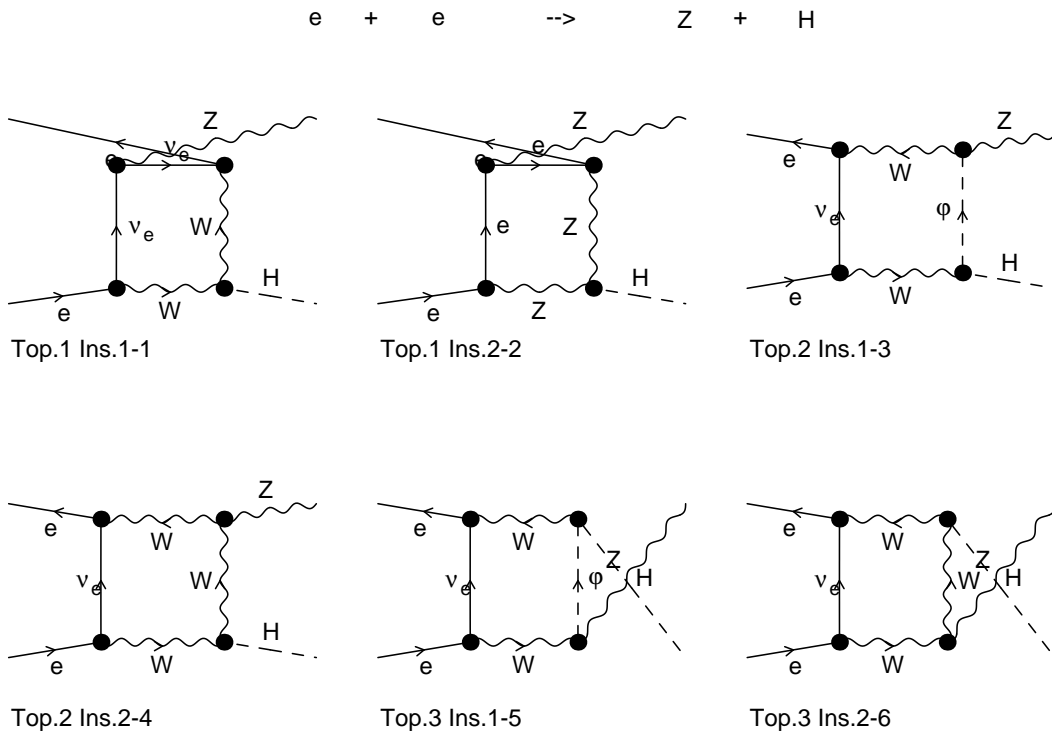 e + e --> Z + H
Z
e
ν_e
ν_e
W
H
e
W
Top.1 Ins.1-1
Z
e
e
e
Z
H
e
Z
Top.1 Ins.2-2
Z
e
W
ν_e
φ
H
e
W
Top.2 Ins.1-3
Z
e
W
ν_e
W
H
e
W
Top.2 Ins.2-4
e
W
Z
H
ν_e
φ
e
W
Top.3 Ins.1-5
e
W
Z
H
ν_e
W
e
W
Top.3 Ins.2-6